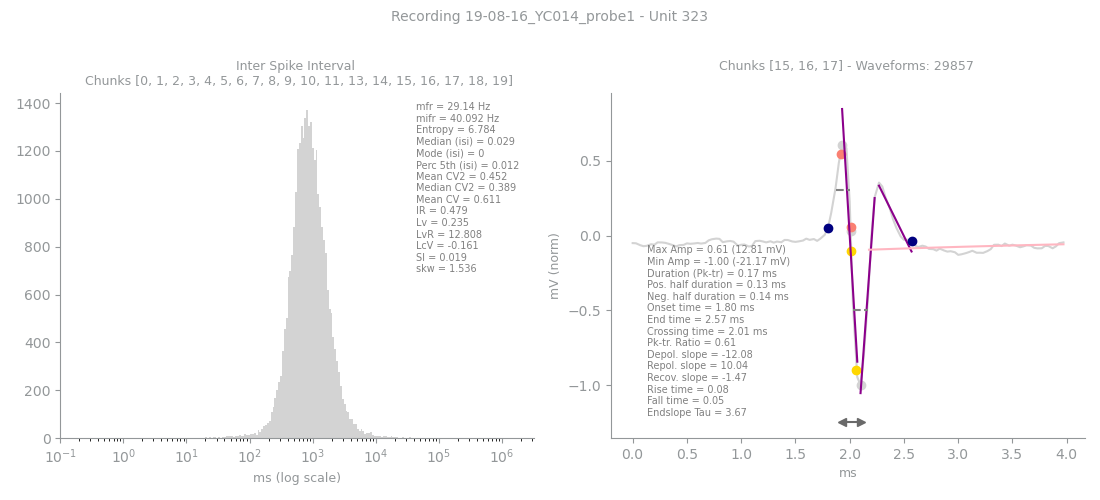 Recording 19-08-16_YC014_probe1 - Unit 323
Inter Spike Interval
Chunks [0, 1, 2, 3, 4, 5, 6, 7, 8, 9, 10, 11, 13, 14, 15, 16, 17, 18, 19]
1400
1200
1000
800
600
400
200
0
mfr = 29.14 Hz
mifr = 40.092 Hz
Entropy = 6.784
Median (isi) = 0.029
Mode (isi) = 0
Perc 5th (isi) = 0.012
Mean CV2 = 0.452
Median CV2 = 0.389
Mean CV = 0.611
IR = 0.479
Lv = 0.235
LvR = 12.808
LcV = -0.161
SI = 0.019
skw = 1.536
10⁻¹ 10⁰ 10¹ 10² 10³ 10⁴ 10⁵ 10⁶
ms (log scale)
Chunks [15, 16, 17] - Waveforms: 29857
mV (norm)
0.5
0.0
−0.5
−1.0
Max Amp = 0.61 (12.81 mV)
Min Amp = -1.00 (-21.17 mV)
Duration (Pk-tr) = 0.17 ms
Pos. half duration = 0.13 ms
Neg. half duration = 0.14 ms
Onset time = 1.80 ms
End time = 2.57 ms
Crossing time = 2.01 ms
Pk-tr. Ratio = 0.61
Depol. slope = -12.08
Repol. slope = 10.04
Recov. slope = -1.47
Rise time = 0.08
Fall time = 0.05
Endslope Tau = 3.67
0.0 0.5 1.0 1.5 2.0 2.5 3.0 3.5 4.0
ms